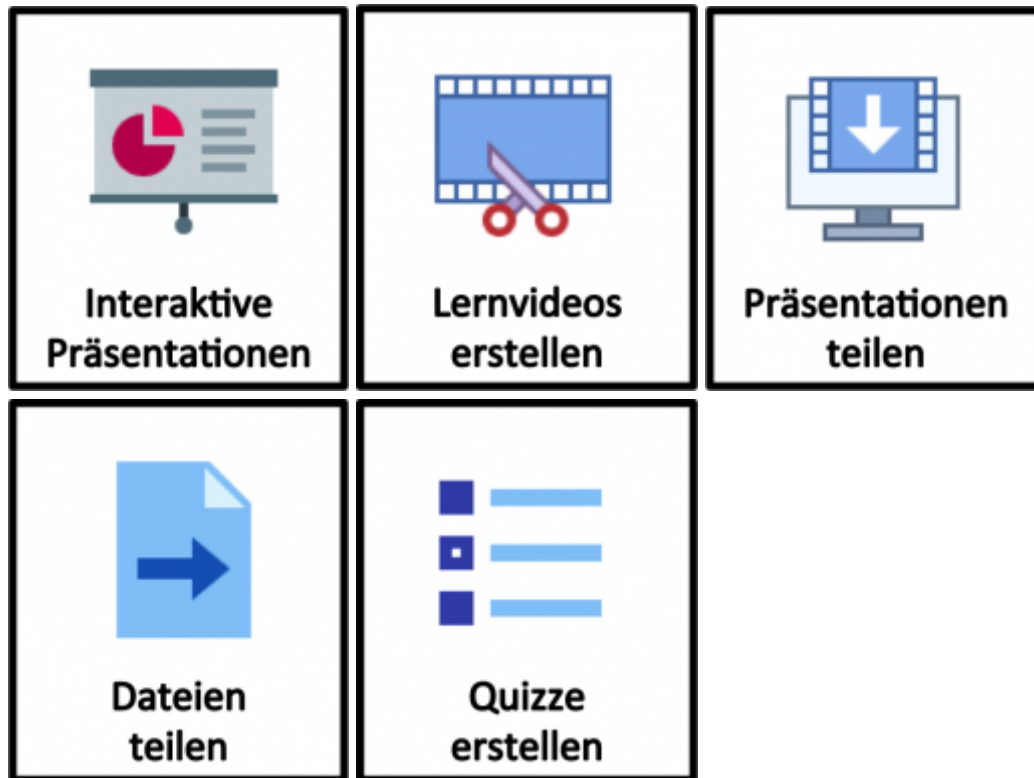 Interaktive
Präsentationen
Lernvideos
erstellen
Präsentationen
teilen
Dateien
teilen
Quizze
erstellen